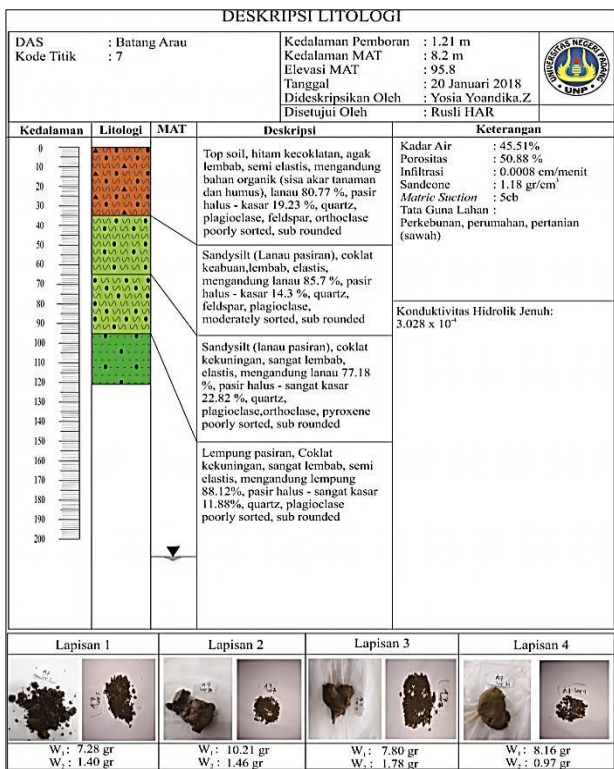 DESKRIPSI LITOLOGI
DAS : Batang Arau
Kode Titik : 7
Kedalaman Pemboran : 1.21 m
Kedalaman MAT : 8.2 m
Elevasi MAT : 95.8
Tanggal : 20 Januari 2018
Dideskripsikan Oleh : Yosia Yoandika.Z
Disetujui Oleh : Rusli HAR
UNIVERSITAS NEGERI PADANG
UNP
Kedalaman Litologi MAT Deskripsi Keterangan
0
10
20
30
40
50
60
70
80
90
100
110
120
130
140
150
160
170
180
190
200
Top soil, hitam kecoklatan, agak
lembab, semi elastis, mengandung
bahan organik (sisa akar tanaman
dan humus), lanau 80.77 %, pasir
halus - kasar 19.23 %, quartz,
plagioclase, feldspar, orthoclase
poorly sorted, sub rounded
Sandysilt (Lanau pasiran), coklat
keabuan,lembab, elastis,
mengandung lanau 85.7 %, pasir
halus - kasar 14.3 %, quartz,
feldspar, plagioclase,
moderately sorted, sub rounded
Sandysilt (lanau pasiran), coklat
kekuningan, sangat lembab,
elastis, mengandung lanau 77.18
%, pasir halus - sangat kasar
22.82 %, quartz,
plagioclase,orthoclase, pyroxene
poorly sorted, sub rounded
Lempung pasiran, Coklat
kekuningan, sangat lembab, semi
elastis, mengandung lempung
88.12%, pasir halus - sangat kasar
11.88%, quartz, plagioclase
poorly sorted, sub rounded
Kadar Air : 45.51%
Porositas : 50.88 %
Infiltrasi : 0.0008 cm/menit
Sandcone : 1.18 gr/cm³
Matric Suction : 5cb
Tata Guna Lahan :
Perkebunan, perumahan, pertanian
(sawah)
Konduktivitas Hidrolik Jenuh:
3.028 x 10⁻⁴
Lapisan 1 Lapisan 2 Lapisan 3 Lapisan 4
W₁: 7.28 gr
W₂: 1.40 gr
W₁: 10.21 gr
W₂: 1.46 gr
W₁: 7.80 gr
W₂: 1.78 gr
W₁: 8.16 gr
W₂: 0.97 gr